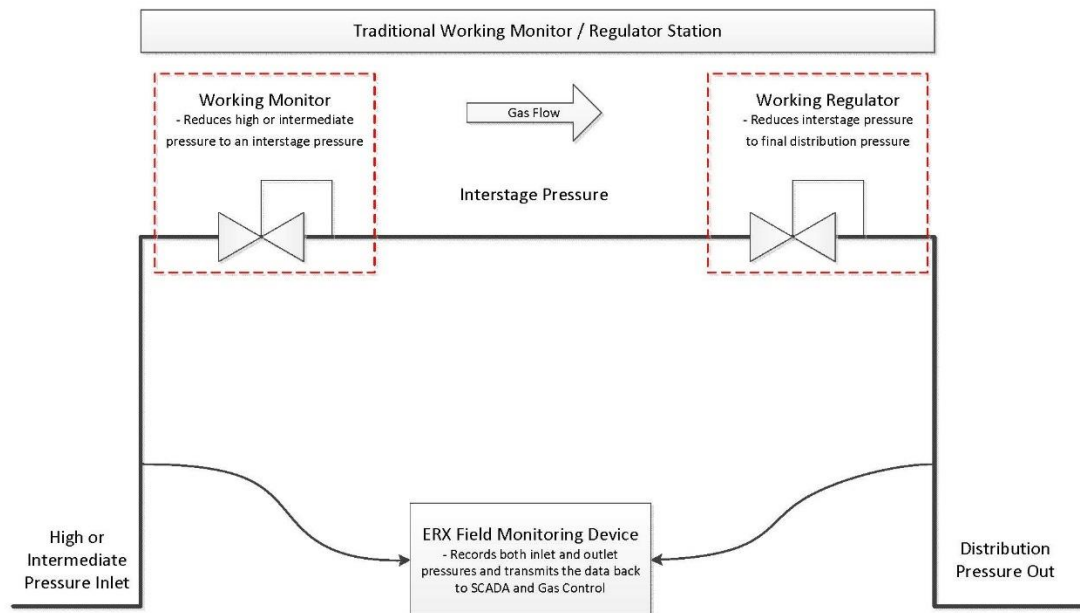 Traditional Working Monitor / Regulator Station
Working Monitor
- Reduces high or intermediate
pressure to an interstage pressure
Gas Flow
Working Regulator
- Reduces interstage pressure
to final distribution pressure
Interstage Pressure
High or
Intermediate
Pressure Inlet
ERX Field Monitoring Device
- Records both inlet and outlet
pressures and transmits the data back
to SCADA and Gas Control
Distribution
Pressure Out